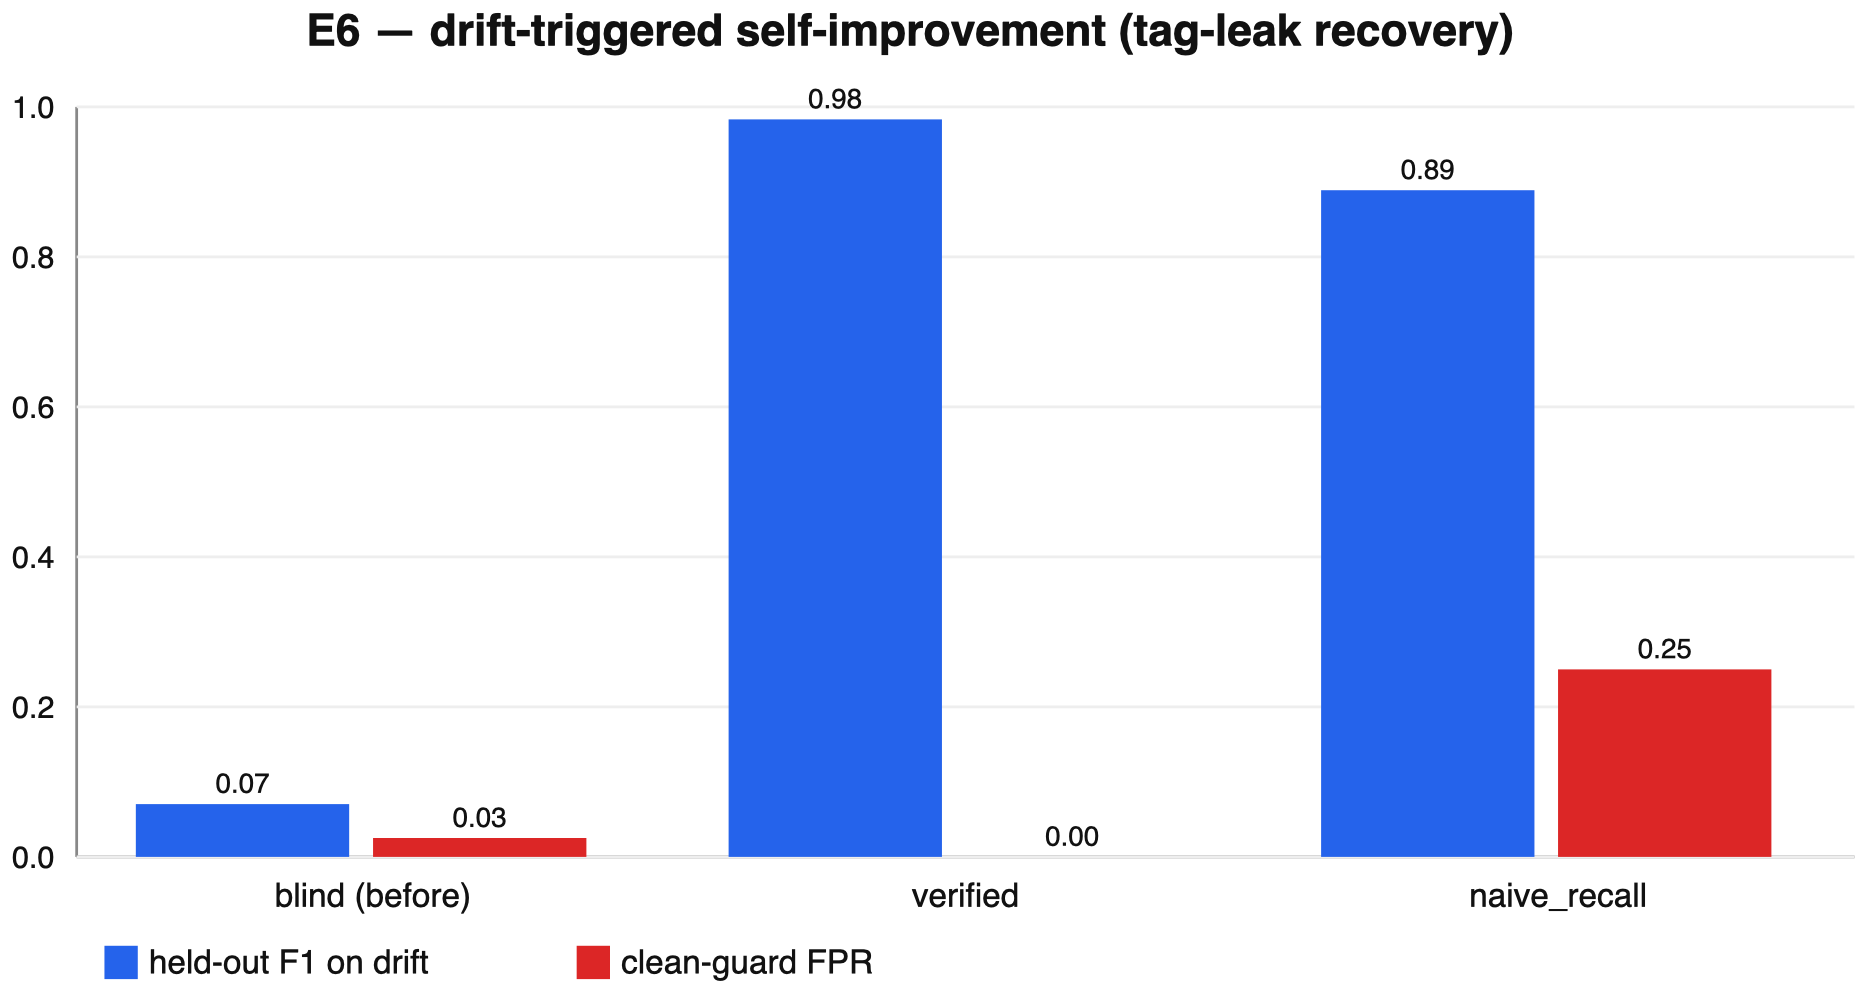 E6 — drift-triggered self-improvement (tag-leak recovery)
1.0
0.8
0.6
0.4
0.2
0.0
0.07
0.03
0.98
0.00
0.89
0.25
blind (before)
verified
naive_recall
held-out F1 on drift
clean-guard FPR